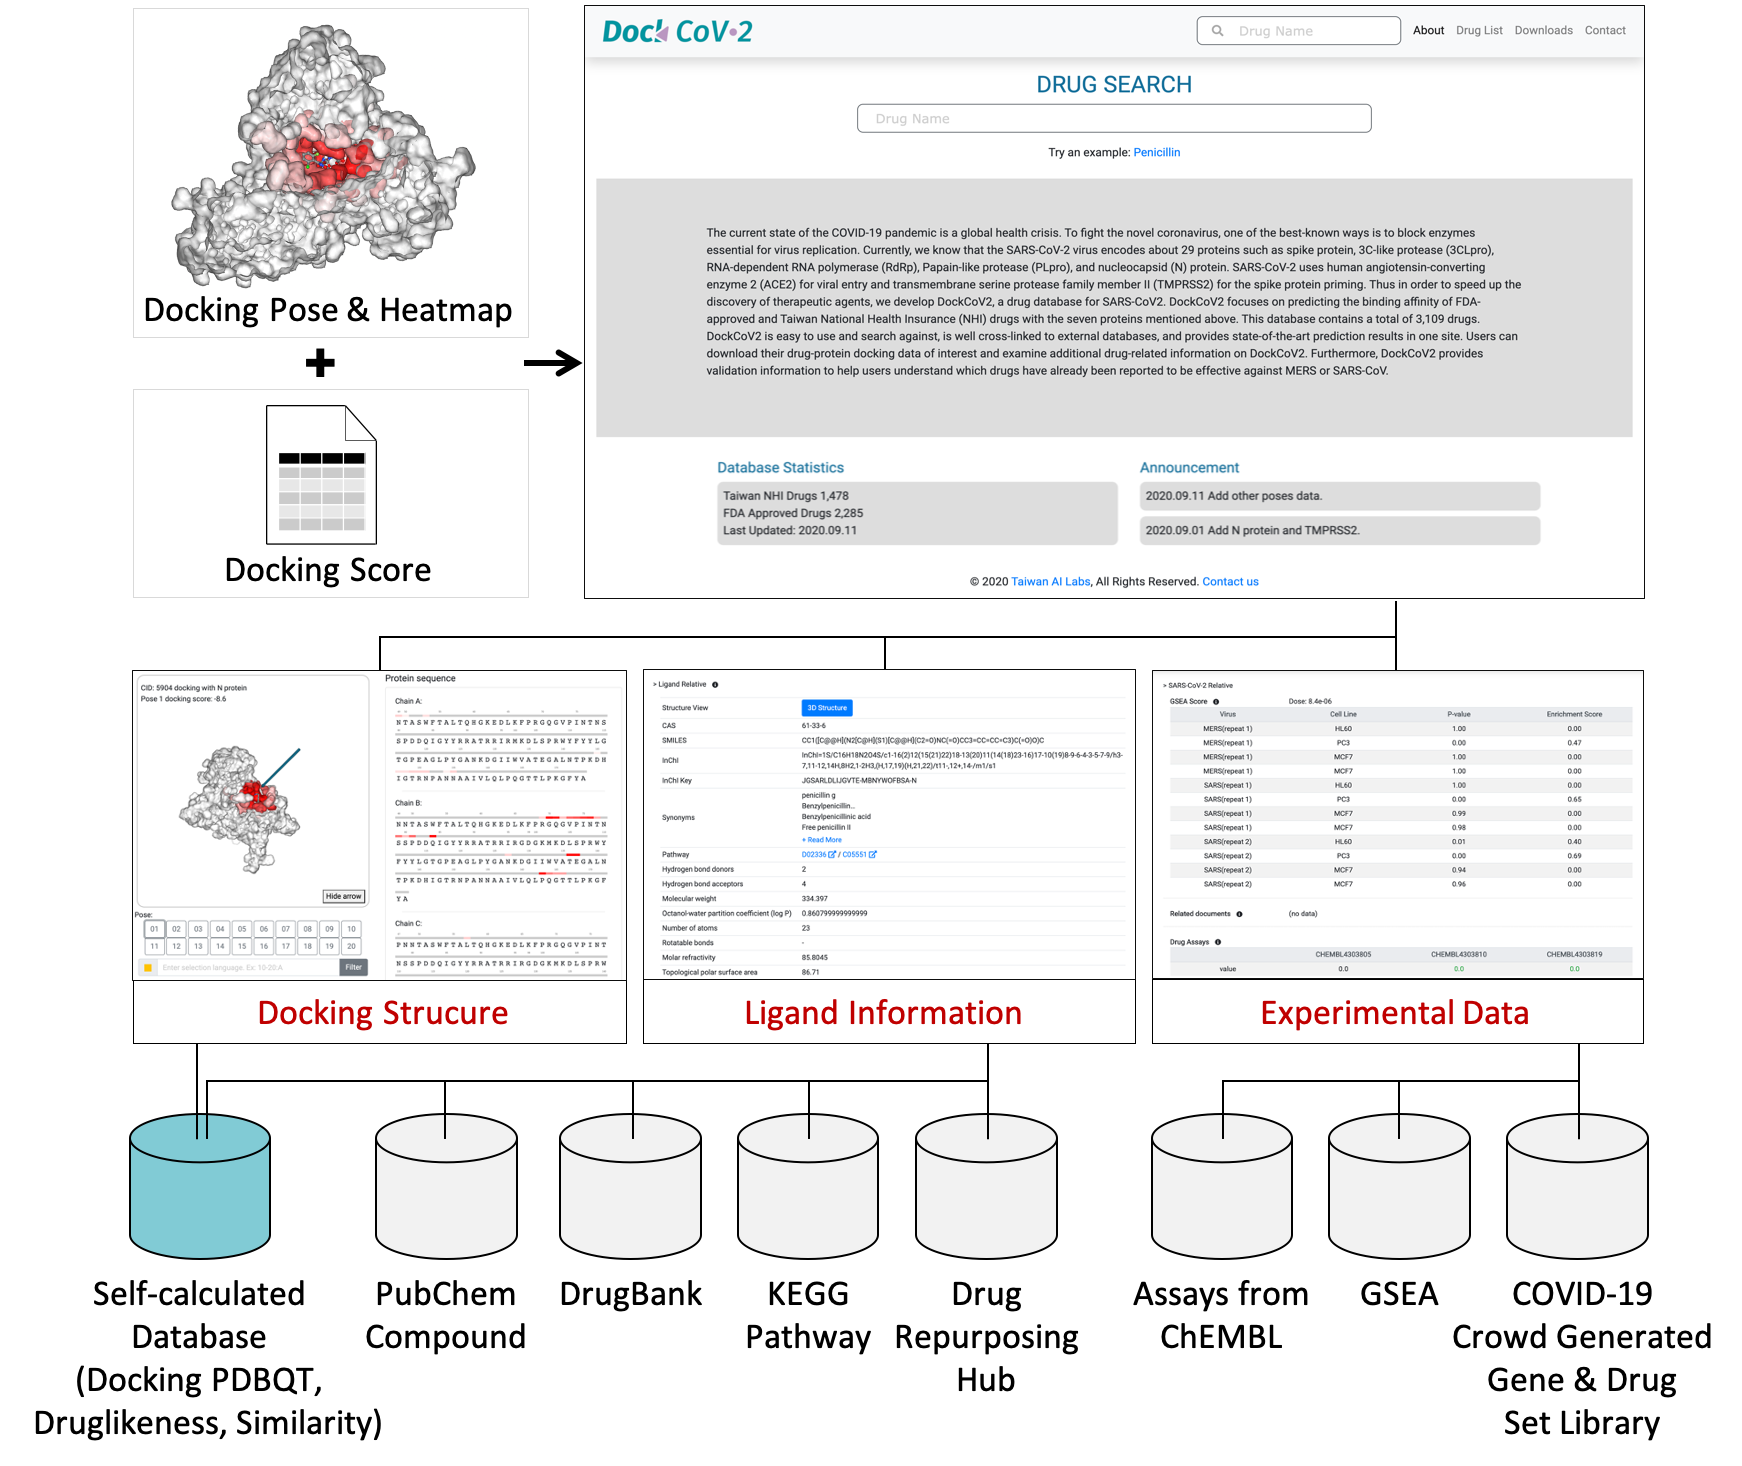 Docking Pose & Heatmap
Docking Score
Dock CoV•2
Drug Name
About
Drug List
Downloads
Contact
DRUG SEARCH
Drug Name
Try an example: Penicillin
The current state of the COVID-19 pandemic is a global health crisis. To fight the novel coronavirus, one of the best-known ways is to block enzymes
essential for virus replication. Currently, we know that the SARS-CoV-2 virus encodes about 29 proteins such as spike protein, 3C-like protease (3CLpro),
RNA-dependent RNA polymerase (RdRp), Papain-like protease (PLpro), and nucleocapsid (N) protein. SARS-CoV-2 uses human angiotensin-converting
enzyme 2 (ACE2) for viral entry and transmembrane serine protease family member II (TMPRSS2) for the spike protein priming. Thus in order to speed up the
discovery of therapeutic agents, we develop DockCoV2, a drug database for SARS-CoV2. DockCoV2 focuses on predicting the binding affinity of FDA-
approved and Taiwan National Health Insurance (NHI) drugs with the seven proteins mentioned above. This database contains a total of 3,109 drugs.
DockCoV2 is easy to use and search against, is well cross-linked to external databases, and provides state-of-the-art prediction results in one site. Users can
download their drug-protein docking data of interest and examine additional drug-related information on DockCoV2. Furthermore, DockCoV2 provides
validation information to help users understand which drugs have already been reported to be effective against MERS or SARS-CoV.
Database Statistics
Taiwan NHI Drugs 1,478
FDA Approved Drugs 2,285
Last Updated: 2020.09.11
Announcement
2020.09.11 Add other poses data.
2020.09.01 Add N protein and TMPRSS2.
© 2020 Taiwan AI Labs, All Rights Reserved. Contact us
CID: 5904 docking with N protein
Pose 1 docking score: -8.6
Hide arrow
Pose:
01 02 03 04 05 06 07 08 09 10
11 12 13 14 15 16 17 18 19 20
Enter selection language. Ex: 10-20:A
Filter
Protein sequence
Chain A:
NTASWFTALTQHGKEDLKFPRGQGVPINTNS
SPDDQIGYYRRATRRIRMKDLSPRWYFYYLG
TGPEAGLPYGANKDGIIWVATEGALNTPKDH
IGTRNPANNAAIVLQLPQGTTLPKGFYA
Chain B:
NNTASWFTALTQHGKEDLKFPRGQGVPINTN
SSPDDQIGYYRRATRRIRGDGKMKDLSPRWY
FYYLGTGPEAGLPYGANKDGIIWVATEGALN
TPKDHIGTRNPANNAAIVLQLPQGTTLPKGF
YA
Chain C:
PNNTASWFTALTQHGKEDLKFPRGQGVPINT
NSSPDDQIGYYRRATRRIRGDGKMKDLSPRW
Docking Strucure
> Ligand Relative
Structure View 3D Structure
CAS 61-33-6
SMILES CC1([C@@H](N2[C@H](S1)[C@@H](C2=O)NC(=O)CC3=CC=CC=C3)C(=O)O)C
InChI InChI=1S/C16H18N2O4S/c1-16(2)12(15(21)22)18-13(20)11(14(18)23-16)17-10(19)8-9-6-4-3-5-7-9/h3-
7,11-12,14H,8H2,1-2H3,(H,17,19)(H,21,22)/t11-,12+,14-/m1/s1
InChI Key JGSARLDLIJGVTE-MBNYWOFBSA-N
Synonyms penicillin g
Benzylpenicillin...
Benzylpenicillinic acid
Free penicillin II
+ Read More
Pathway D02336 / C05551
Hydrogen bond donors 2
Hydrogen bond acceptors 4
Molecular weight 334.397
Octanol-water partition coefficient (log P) 0.860799999999999
Number of atoms 23
Rotatable bonds -
Molar refractivity 85.8045
Topological polar surface area 86.71
Ligand Information
> SARS-CoV-2 Relative
GSEA Score Dose: 8.4e-06
Virus Cell Line P-value Enrichment Score
MERS(repeat 1) HL60 1.00 0.00
MERS(repeat 1) PC3 0.00 0.47
MERS(repeat 1) MCF7 1.00 0.00
MERS(repeat 1) MCF7 1.00 0.00
SARS(repeat 1) HL60 1.00 0.00
SARS(repeat 1) PC3 0.00 0.65
SARS(repeat 1) MCF7 0.99 0.00
SARS(repeat 1) MCF7 0.98 0.00
SARS(repeat 2) HL60 0.01 0.40
SARS(repeat 2) PC3 0.00 0.69
SARS(repeat 2) MCF7 0.94 0.00
SARS(repeat 2) MCF7 0.96 0.00
Related documents (no data)
Drug Assays
CHEMBL4303805 CHEMBL4303810 CHEMBL4303819
value 0.0 0.0 0.0
Experimental Data
Self-calculated
Database
(Docking PDBQT,
Druglikeness, Similarity)
PubChem
Compound
DrugBank
KEGG
Pathway
Drug
Repurposing
Hub
Assays from
ChEMBL
GSEA
COVID-19
Crowd Generated
Gene & Drug
Set Library